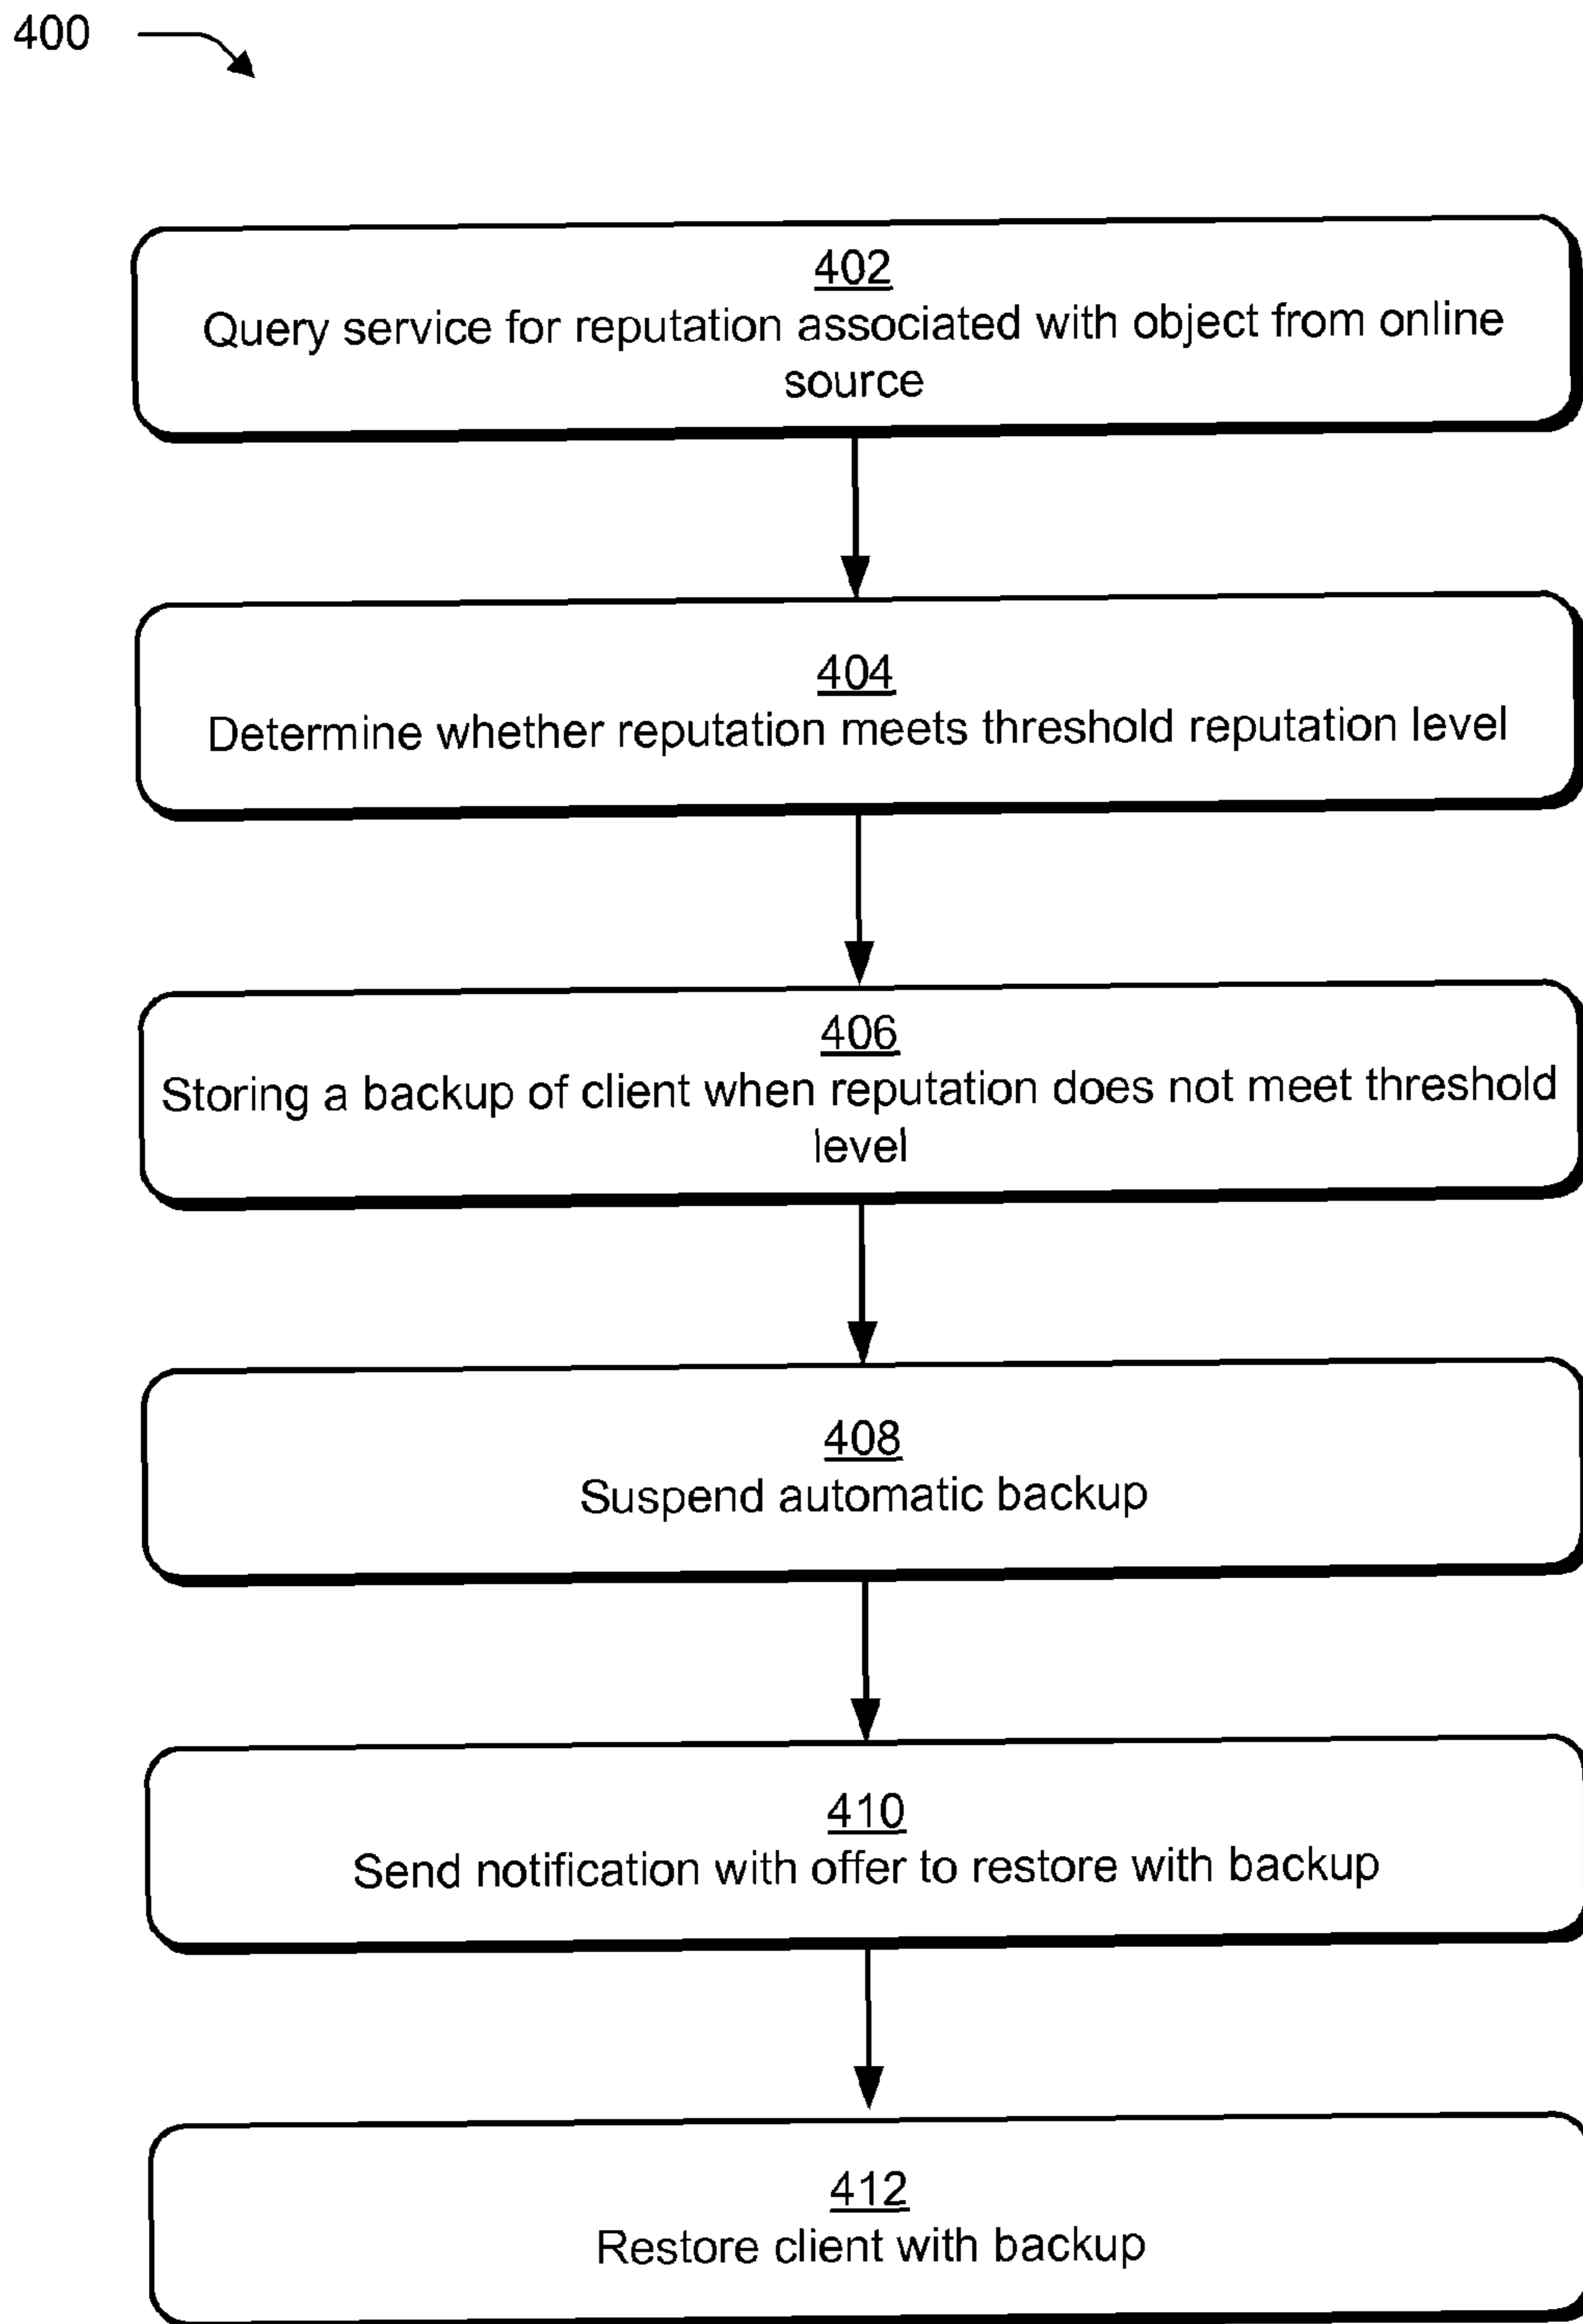 400
402
Query service for reputation associated with object from online
source
404
Determine whether reputation meets threshold reputation level
406
Storing a backup of client when reputation does not meet threshold
level
408
Suspend automatic backup
410
Send notification with offer to restore with backup
412
Restore client with backup